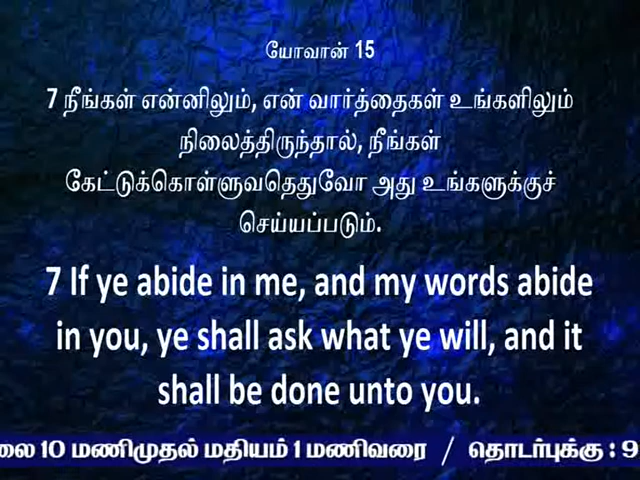 யோவான் 15
7 நீங்கள் என்னிலும், என் வார்த்தைகள் உங்களிலும்
நிலைத்திருந்தால், நீங்கள்
கேட்டுக்கொள்ளுவதெதுவோ அது உங்களுக்குச்
செய்யப்படும்.
7 If ye abide in me, and my words abide
in you, ye shall ask what ye will, and it
shall be done unto you.
லை 10 மணிமுதல் மதியம் 1 மணிவரை / தொடர்புக்கு : 9